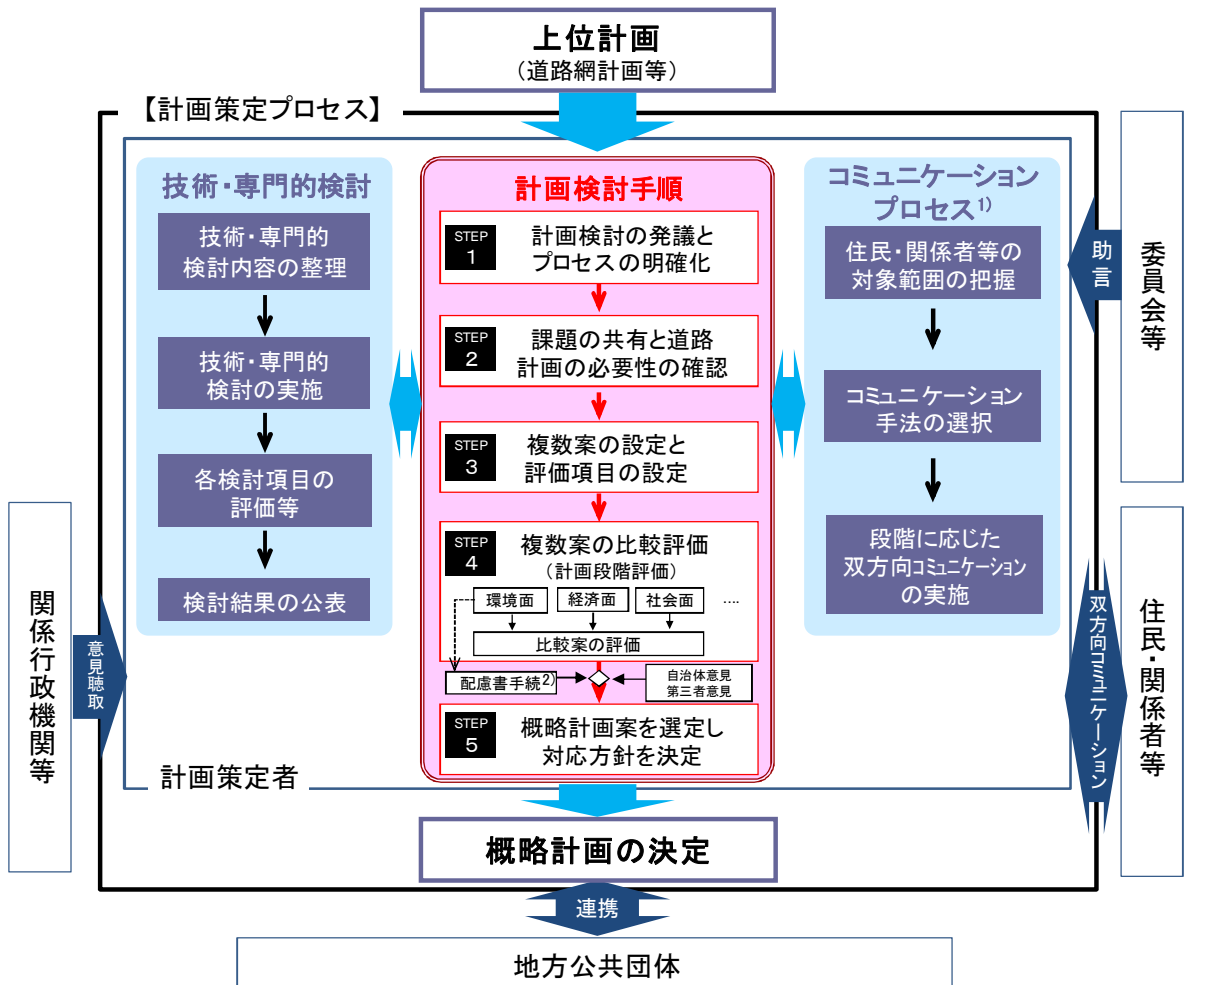 上位計画
(道路網計画等)
【計画策定プロセス】
技術・専門的検討
技術・専門的
検討内容の整理
技術・専門的
検討の実施
各検討項目の
評価等
検討結果の公表
計画検討手順
STEP
1
計画検討の発議と
プロセスの明確化
STEP
2
課題の共有と道路
計画の必要性の確認
STEP
3
複数案の設定と
評価項目の設定
STEP
4
複数案の比較評価
(計画段階評価)
環境面
経済面
社会面
‥‥
比較案の評価
配慮書手続2)
自治体意見
第三者意見
STEP
5
概略計画案を選定し
対応方針を決定
コミュニケーション
プロセス1)
住民・関係者等の
対象範囲の把握
コミュニケーション
手法の選択
段階に応じた
双方向コミュニケーション
の実施
計画策定者
概略計画の決定
関係行政機関等
意見聴取
助言
委員会等
双方向コミュニケーション
住民・関係者等
連携
地方公共団体